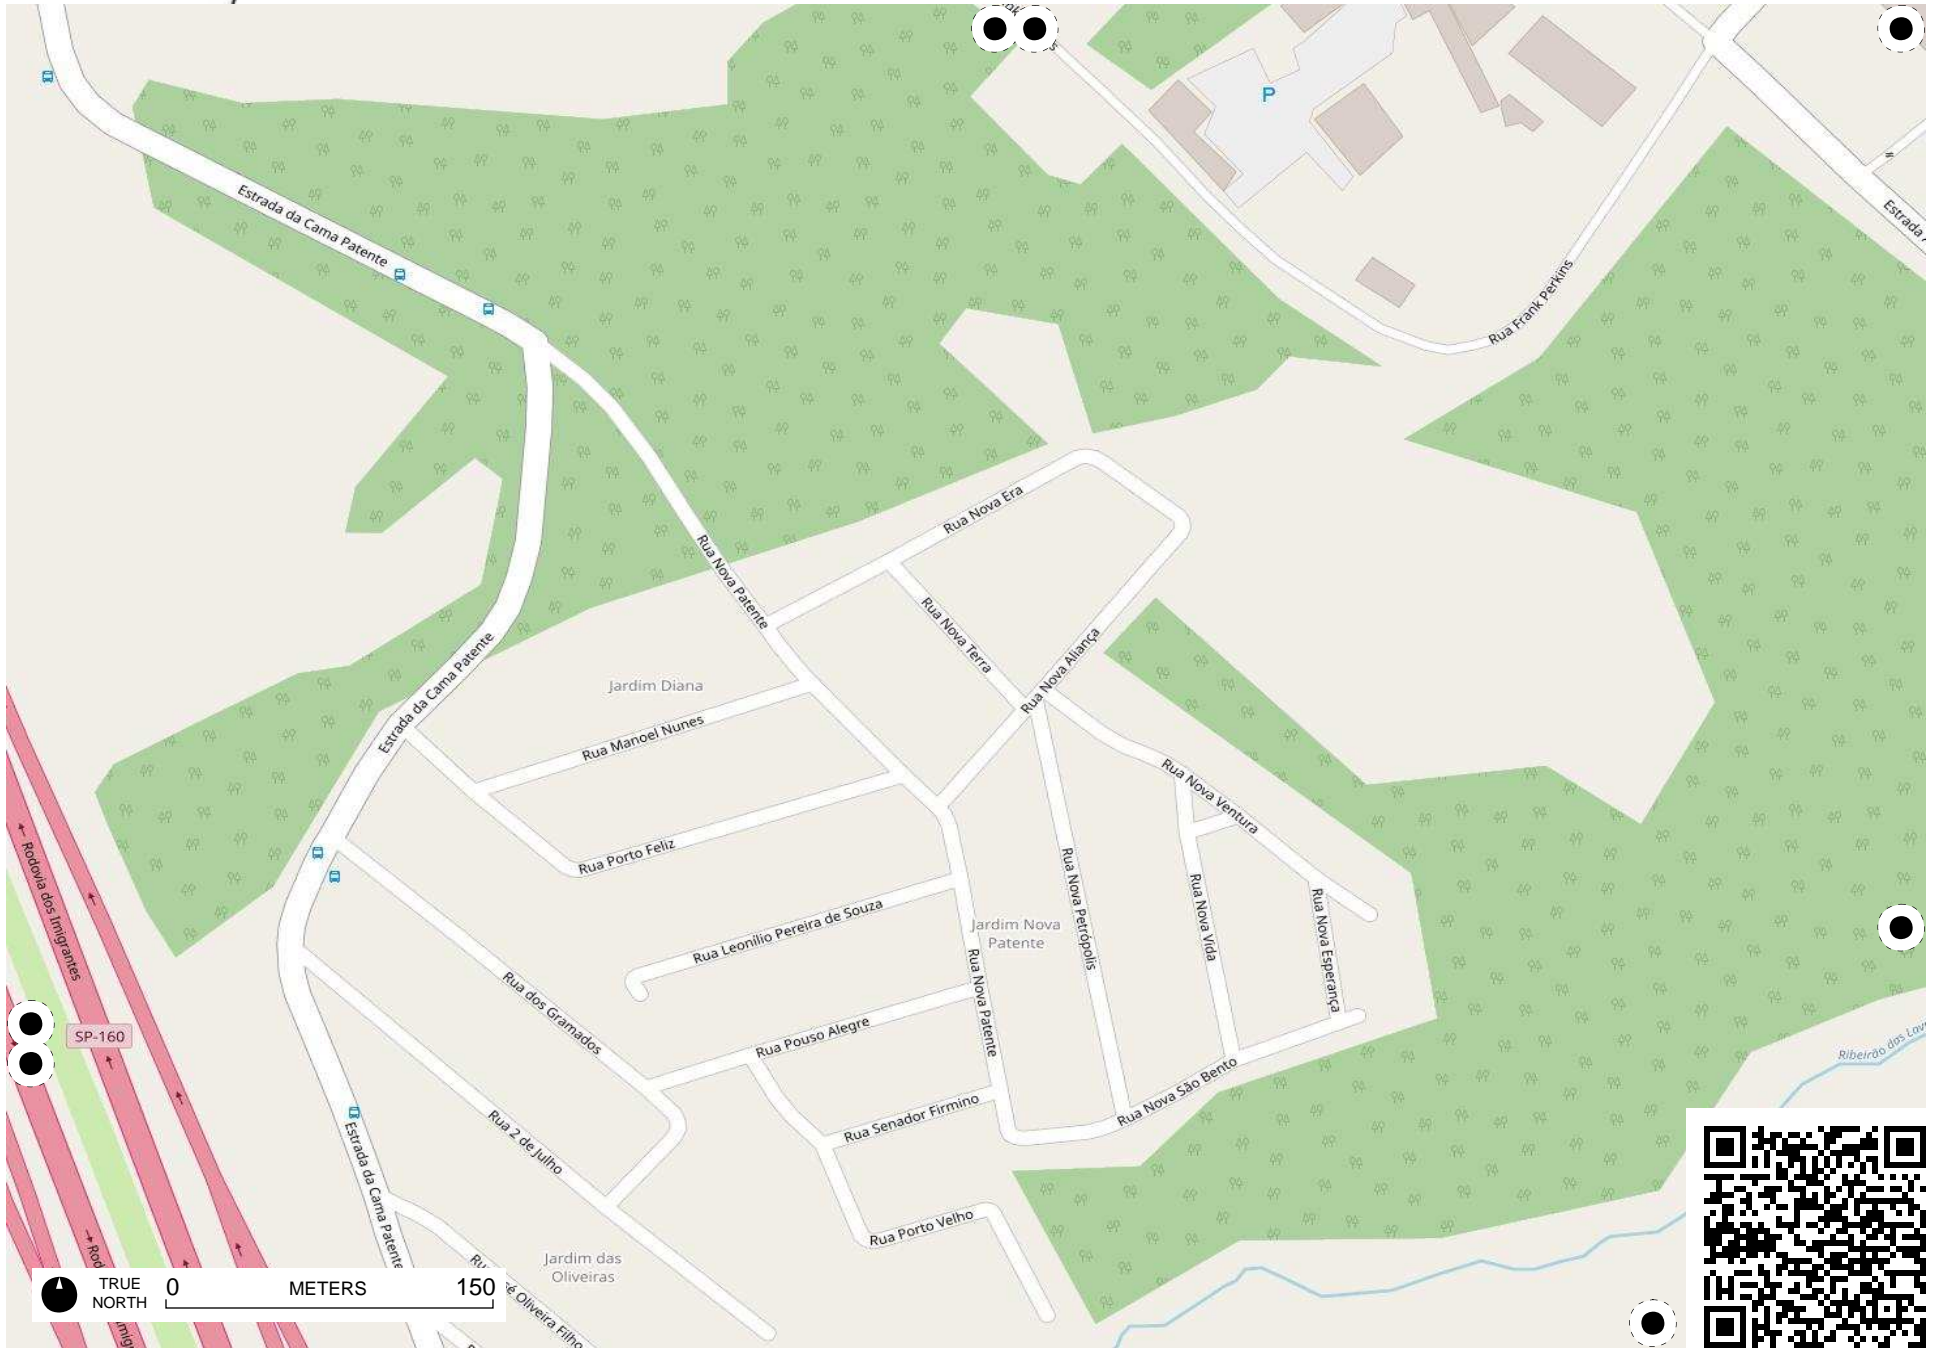 P
Estrada da Cama Patente
Rua Frank Perkins
Rua Nova Era
Rua Nova Patente
Rua Nova Terra
Rua Nova Aliança
Estrada da Cama Patente
Jardim Diana
Rua Manoel Nunes
Rua Nova Ventura
Rua Porto Feliz
Rodovia dos Imigrantes
Rua Nova Petrópolis
Rua Nova Vida
Rua Nova Esperança
Rua Leonílio Pereira de Souza
Jardim Nova
Patente
Rua Nova Patente
Rua dos Gramados
SP-160
Rua Pouso Alegre
Rua Nova São Bento
Rua Senador Firmino
Rua 2 de Julho
Estrada da Cama Patente
Rua Porto Velho
Jardim das
Oliveiras
Oliveira Filho
TRUE
NORTH
0 METERS 150